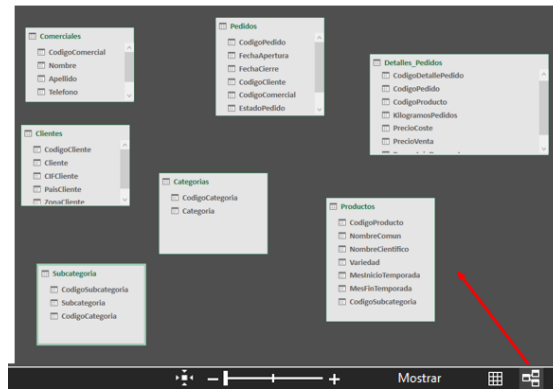 Comerciales
CodigoComercial
Nombre
Apellido
Telefono
Pedidos
CodigoPedido
FechaApertura
FechaCierre
CodigoCliente
CodigoComercial
EstadoPedido
Detalles_Pedidos
CodigoDetallePedido
CodigoPedido
CodigoProducto
KilogramosPedidos
PrecioCoste
PrecioVenta
Clientes
CodigoCliente
Cliente
CIFCliente
PaisCliente
ZonaCliente
Categorias
CodigoCategoria
Categoria
Productos
CodigoProducto
NombreComun
NombreCientifico
Variedad
MesInicioTemporada
MesFinTemporada
CodigoSubcategoria
Subcategoria
CodigoSubcategoria
Subcategoria
CodigoCategoria
Mostrar